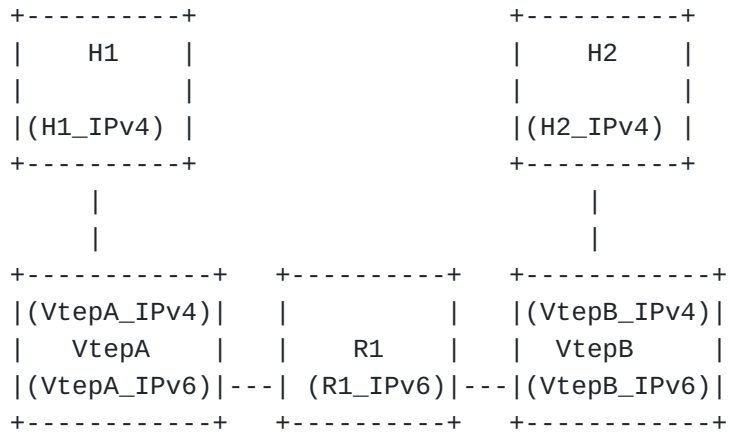 H1 H2
(H1_IPv4) (H2_IPv4)
(VtepA_IPv4) (VtepB_IPv4)
VtepA R1 VtepB
(VtepA_IPv6) (R1_IPv6) (VtepB_IPv6)